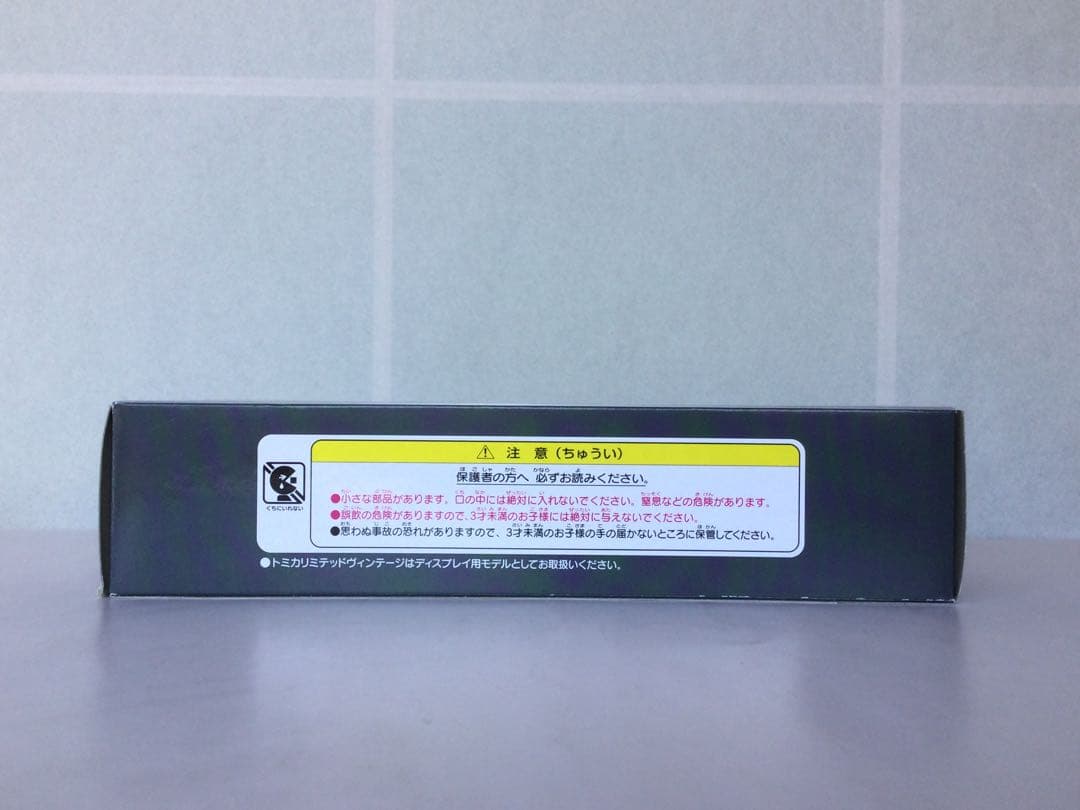 ⚠ 注 意（ちゅうい）
保護者の方へ 必ずお読みください。
●小さな部品があります。口の中には絶対に入れないでください。窒息などの危険があります。
●誤飲の危険がありますので、3才未満のお子様には絶対に与えないでください。
●思わぬ事故の恐れがありますので、3才未満のお子様の手の届かないところに保管してください。
くちにいれない
●トミカリミテッドヴィンテージはディスプレイ用モデルとしてお取扱いください。